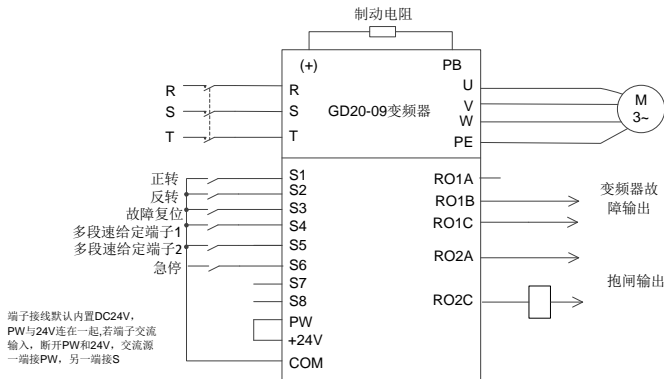 制动电阻
(+)
PB
R
R
U
S
S
GD20-09变频器
V
M
3~
W
T
T
PE
正转
S1
RO1A
反转
S2
变频器故
障输出
故障复位
S3
RO1B
多段速给定端子1
S4
RO1C
多段速给定端子2
S5
急停
S6
RO2A
抱闸输出
S7
S8
RO2C
端子接线默认内置DC24V，
PW与24V连在一起,若端子交流
输入，断开PW和24V，交流源
一端接PW，另一端接S
PW
+24V
COM